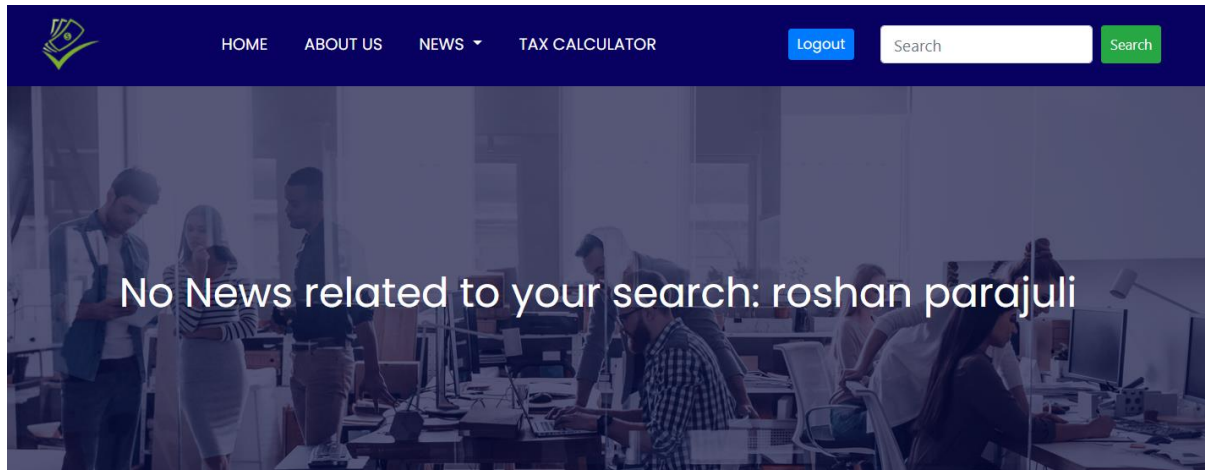 HOME ABOUT US NEWS TAX CALCULATOR Logout Search Search
No News related to your search: roshan parajuli